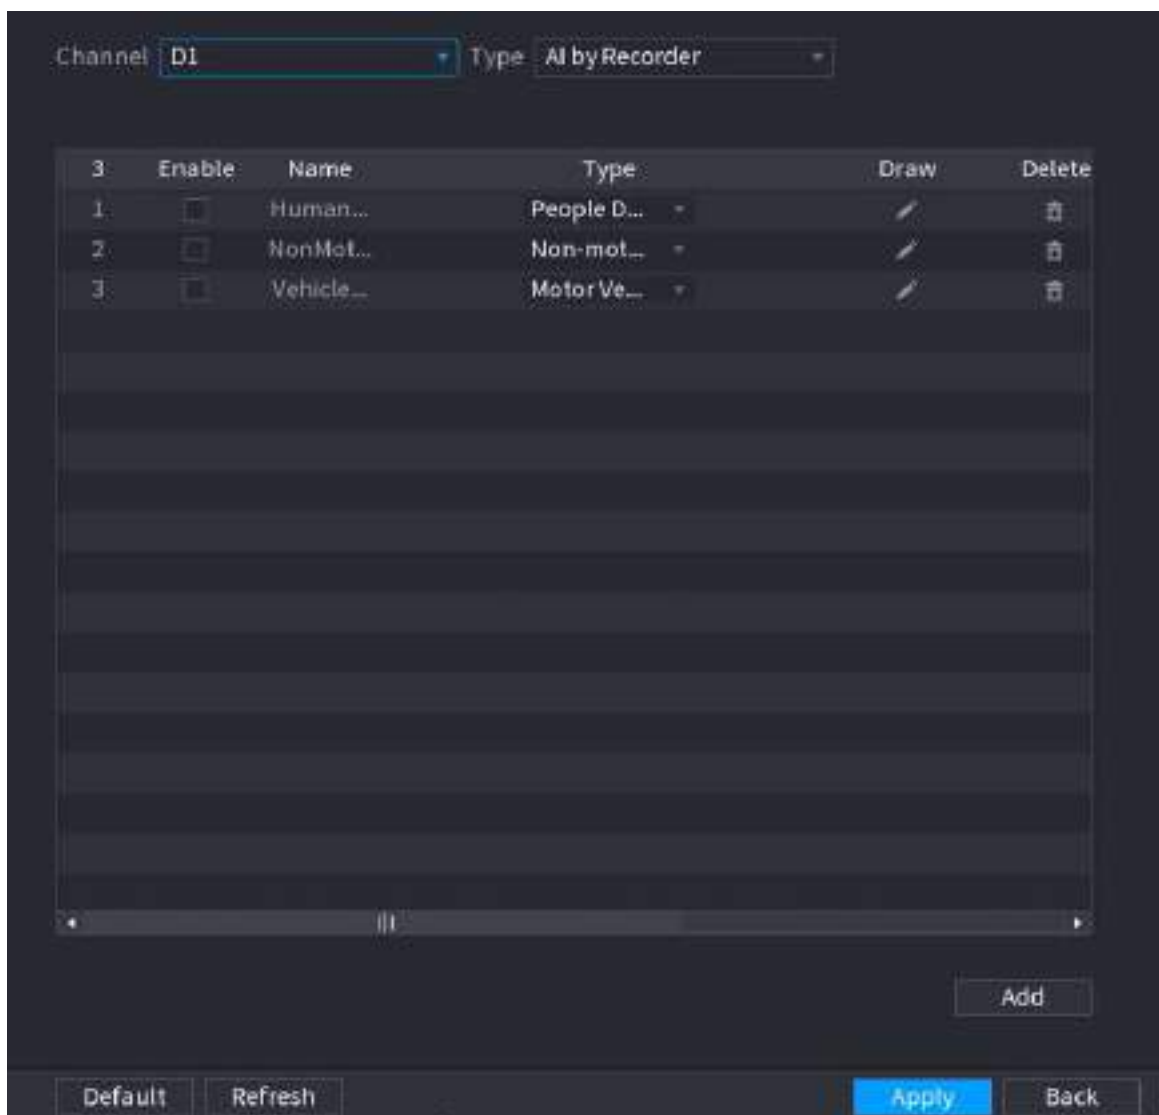 Channel D1 Type AI by Recorder
3 Enable Name Type Draw Delete
1 Human... People D...
2 NonMot... Non-mot...
3 Vehicle... Motor Ve...
Add
Default Refresh Apply Back